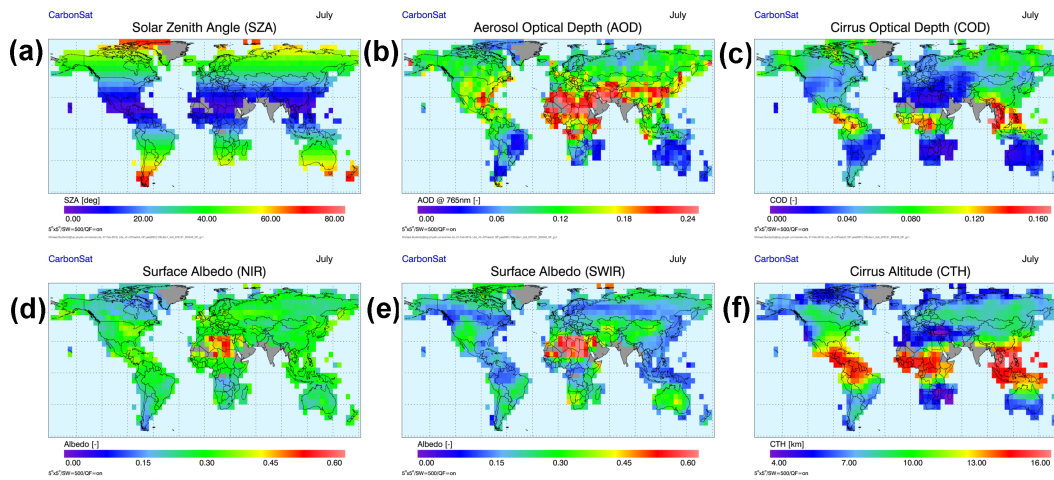 CarbonSat July
Solar Zenith Angle (SZA)
(a)
SZA [deg]
0.00 20.00 40.00 60.00 80.00
5°x5°/SW=500/QF=on
CarbonSat July
Aerosol Optical Depth (AOD)
(b)
AOD @ 765nm [-]
0.00 0.06 0.12 0.18 0.24
5°x5°/SW=500/QF=on
CarbonSat July
Cirrus Optical Depth (COD)
(c)
COD [-]
0.000 0.040 0.080 0.120 0.160
5°x5°/SW=500/QF=on
CarbonSat July
Surface Albedo (NIR)
(d)
Albedo [-]
0.00 0.15 0.30 0.45 0.60
5°x5°/SW=500/QF=on
CarbonSat July
Surface Albedo (SWIR)
(e)
Albedo [-]
0.00 0.15 0.30 0.45 0.60
5°x5°/SW=500/QF=on
CarbonSat July
Cirrus Altitude (CTH)
(f)
CTH [km]
4.00 7.00 10.00 13.00 16.00
5°x5°/SW=500/QF=on